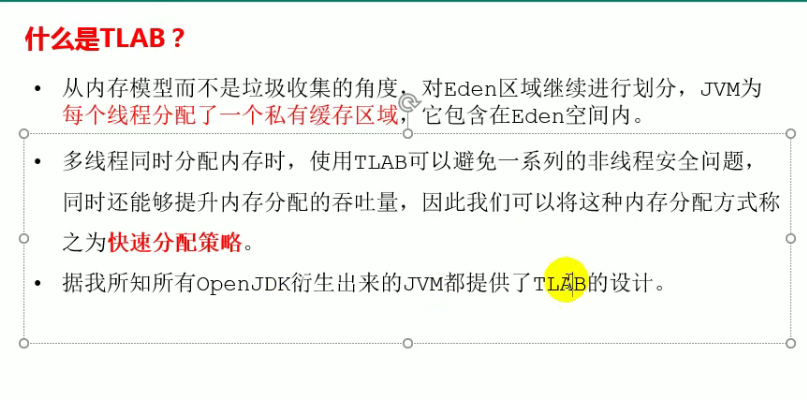 什么是TLAB？
• 从内存模型而不是垃圾收集的角度，对Eden区域继续进行划分，JVM为
每个线程分配了一个私有缓存区域，它包含在Eden空间内。
• 多线程同时分配内存时，使用TLAB可以避免一系列的非线程安全问题，
同时还能够提升内存分配的吞吐量，因此我们可以将这种内存分配方式称
之为快速分配策略。
• 据我所知所有OpenJDK衍生出来的JVM都提供了TLAB的设计。